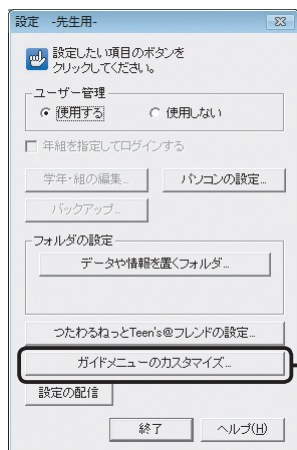 設定 -先生用-
設定したい項目のボタンを
クリックしてください。
ユーザー管理
使用する 使用しない
年組を指定してログインする
学年・組の編集... パソコンの設定...
バックアップ...
フォルダの設定
データや情報を置くフォルダ...
つたわるねっとTeen's@フレンドの設定...
ガイドメニューのカスタマイズ...
設定の配信
終了 ヘルプ(H)